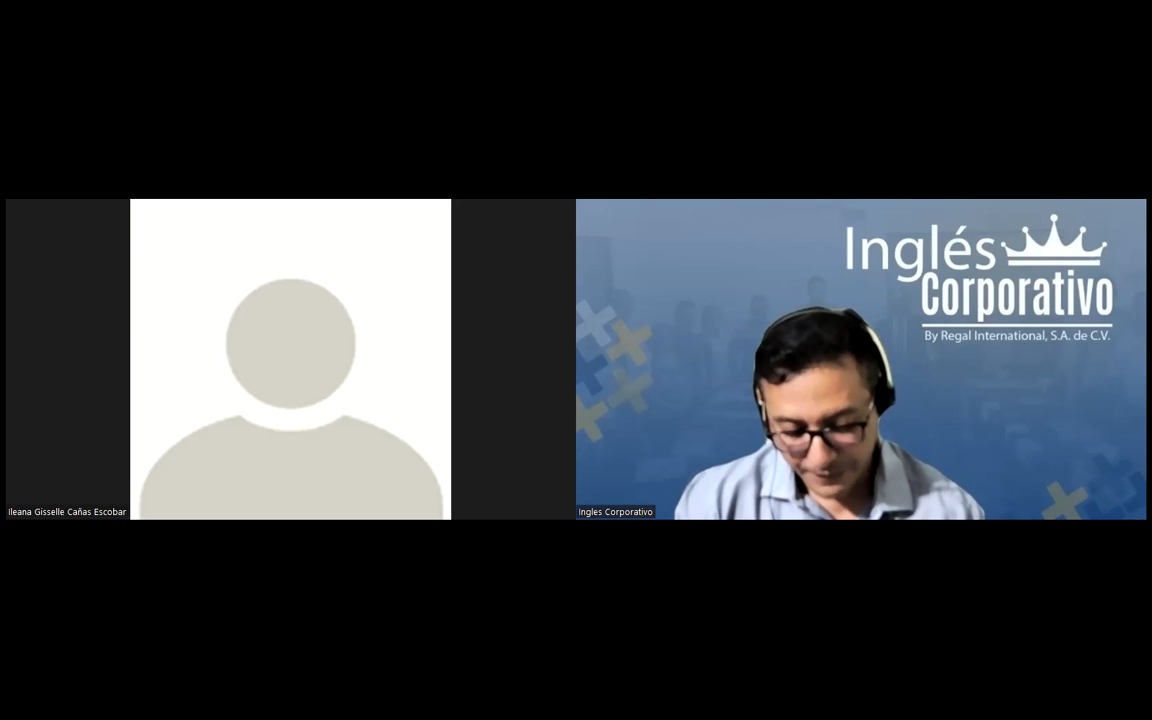 Inglés
Corporativo
By Regal International, S.A. de C.V.
Ileana Gisselle Cañas Escobar
Ingles Corporativo